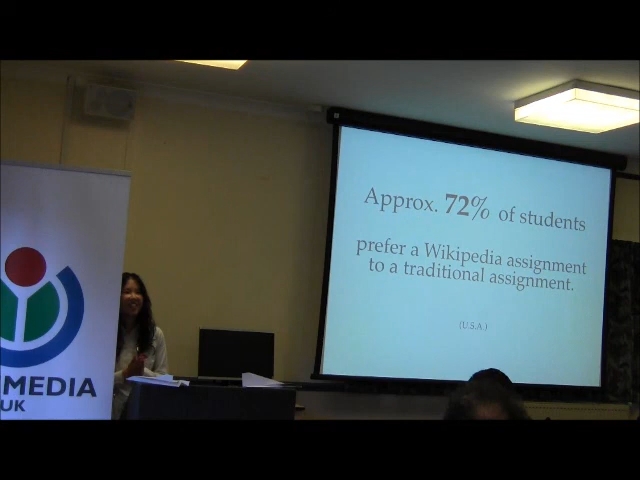 Approx. 72% of students
prefer a Wikipedia assignment
to a traditional assignment.
(U.S.A.)
MEDIA
UK